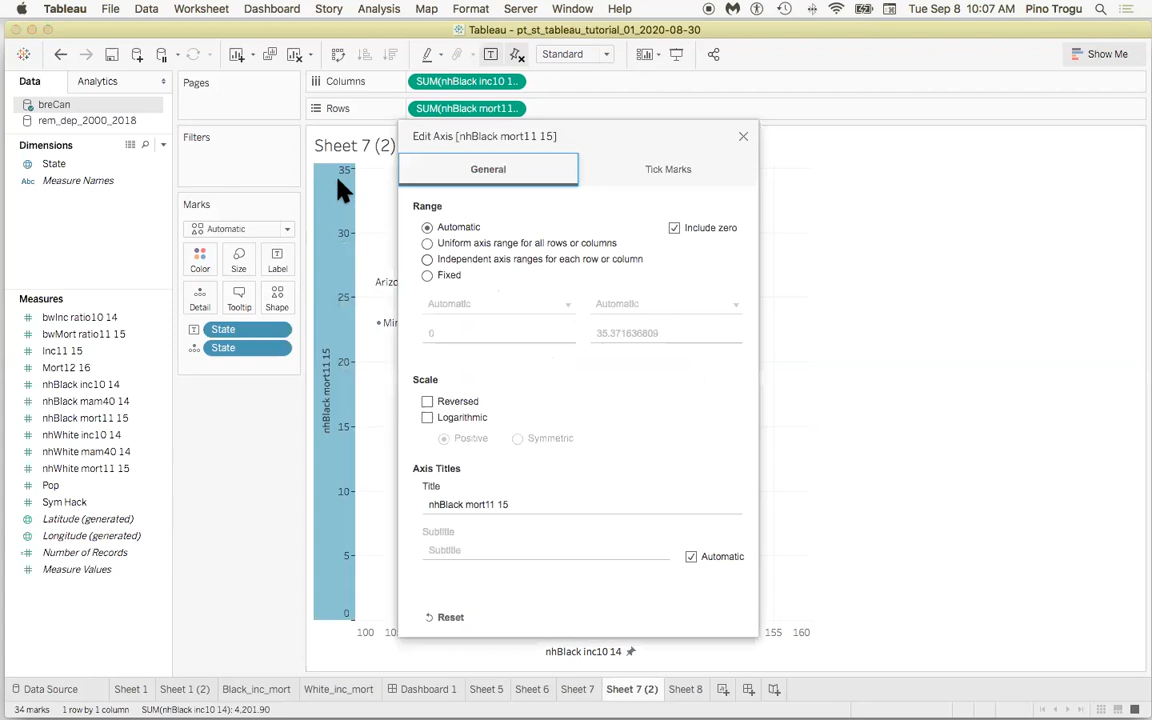 Tableau File Data Worksheet Dashboard Story Analysis Map Format Server Window Help Tue Sep 8 10:07 AM Pino Trogu
Tableau - pt_st_tableau_tutorial_01_2020-08-30
Standard Show Me
Data Analytics Pages Columns SUM(nhBlack inc10 1..
breCan
rem_dep_2000_2018
Rows SUM(nhBlack mort11..
Filters
Dimensions
State
Abc Measure Names
Marks
Automatic
Color Size Label
Detail Tooltip Shape
State
State
Measures
bwInc ratio10 14
bwMort ratio11 15
Inc11 15
Mort12 16
nhBlack inc10 14
nhBlack mam40 14
nhBlack mort11 15
nhWhite inc10 14
nhWhite mam40 14
nhWhite mort11 15
Pop
Sym Hack
Latitude (generated)
Longitude (generated)
Number of Records
Measure Values
Sheet 7 (2)
35
30
25
20
15
10
5
0
nhBlack mort11 15
Arizo
Min
100 10 155 160
nhBlack inc10 14
Edit Axis [nhBlack mort11 15]
General Tick Marks
Range
Automatic Include zero
Uniform axis range for all rows or columns
Independent axis ranges for each row or column
Fixed
Automatic Automatic
0 35.371636809
Scale
Reversed
Logarithmic
Positive Symmetric
Axis Titles
Title
nhBlack mort11 15
Subtitle
Subtitle Automatic
Reset
Data Source Sheet 1 Sheet 1 (2) Black_inc_mort White_inc_mort Dashboard 1 Sheet 5 Sheet 6 Sheet 7 Sheet 7 (2) Sheet 8
34 marks 1 row by 1 column SUM(nhBlack inc10 14): 4,201.90